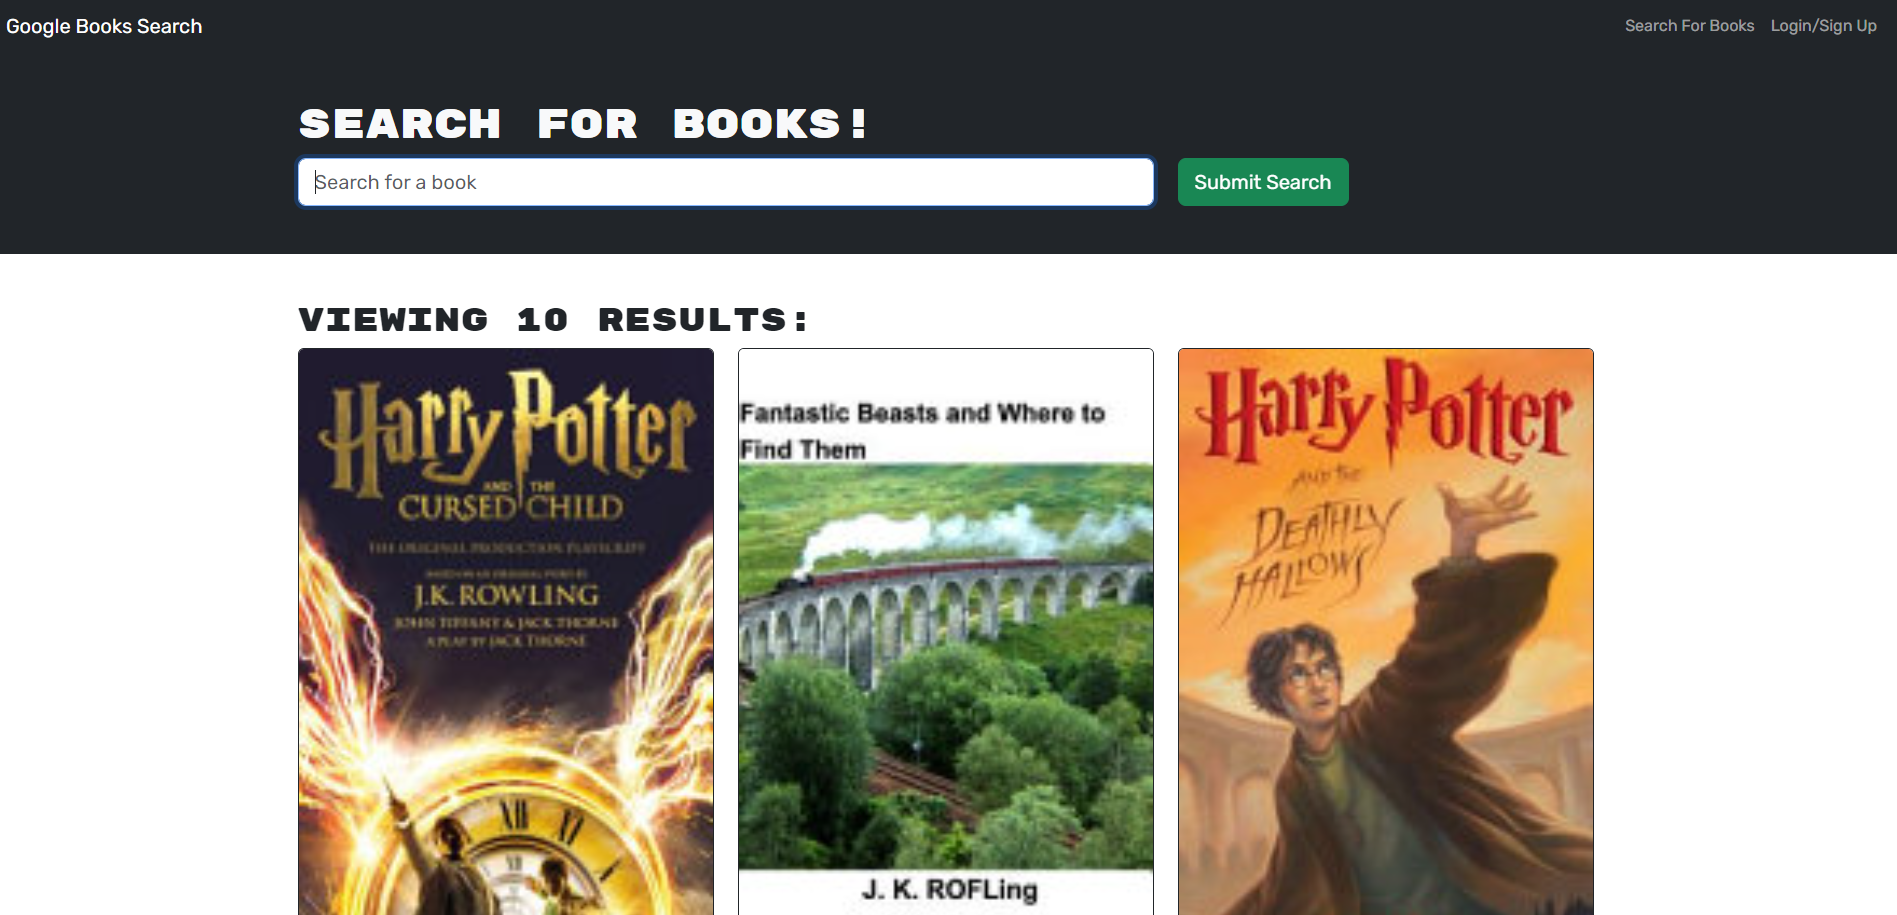 Google Books Search
Search For Books
Login/Sign Up
SEARCH FOR BOOKS!
Search for a book
Submit Search
VIEWING 10 RESULTS:
Harry Potter
AND THE
CURSED CHILD
THE ORIGINAL PRODUCTION PLAYSCRIPT
BASED ON AN ORIGINAL STORY BY
J.K. ROWLING
JOHN TIFFANY & JACK THORNE
A PLAY BY JACK THORNE
XII XI
XII
Fantastic Beasts and Where to
Find Them
J. K. ROFLing
Harry Potter
AND THE
DEATHLY
HALLOWS